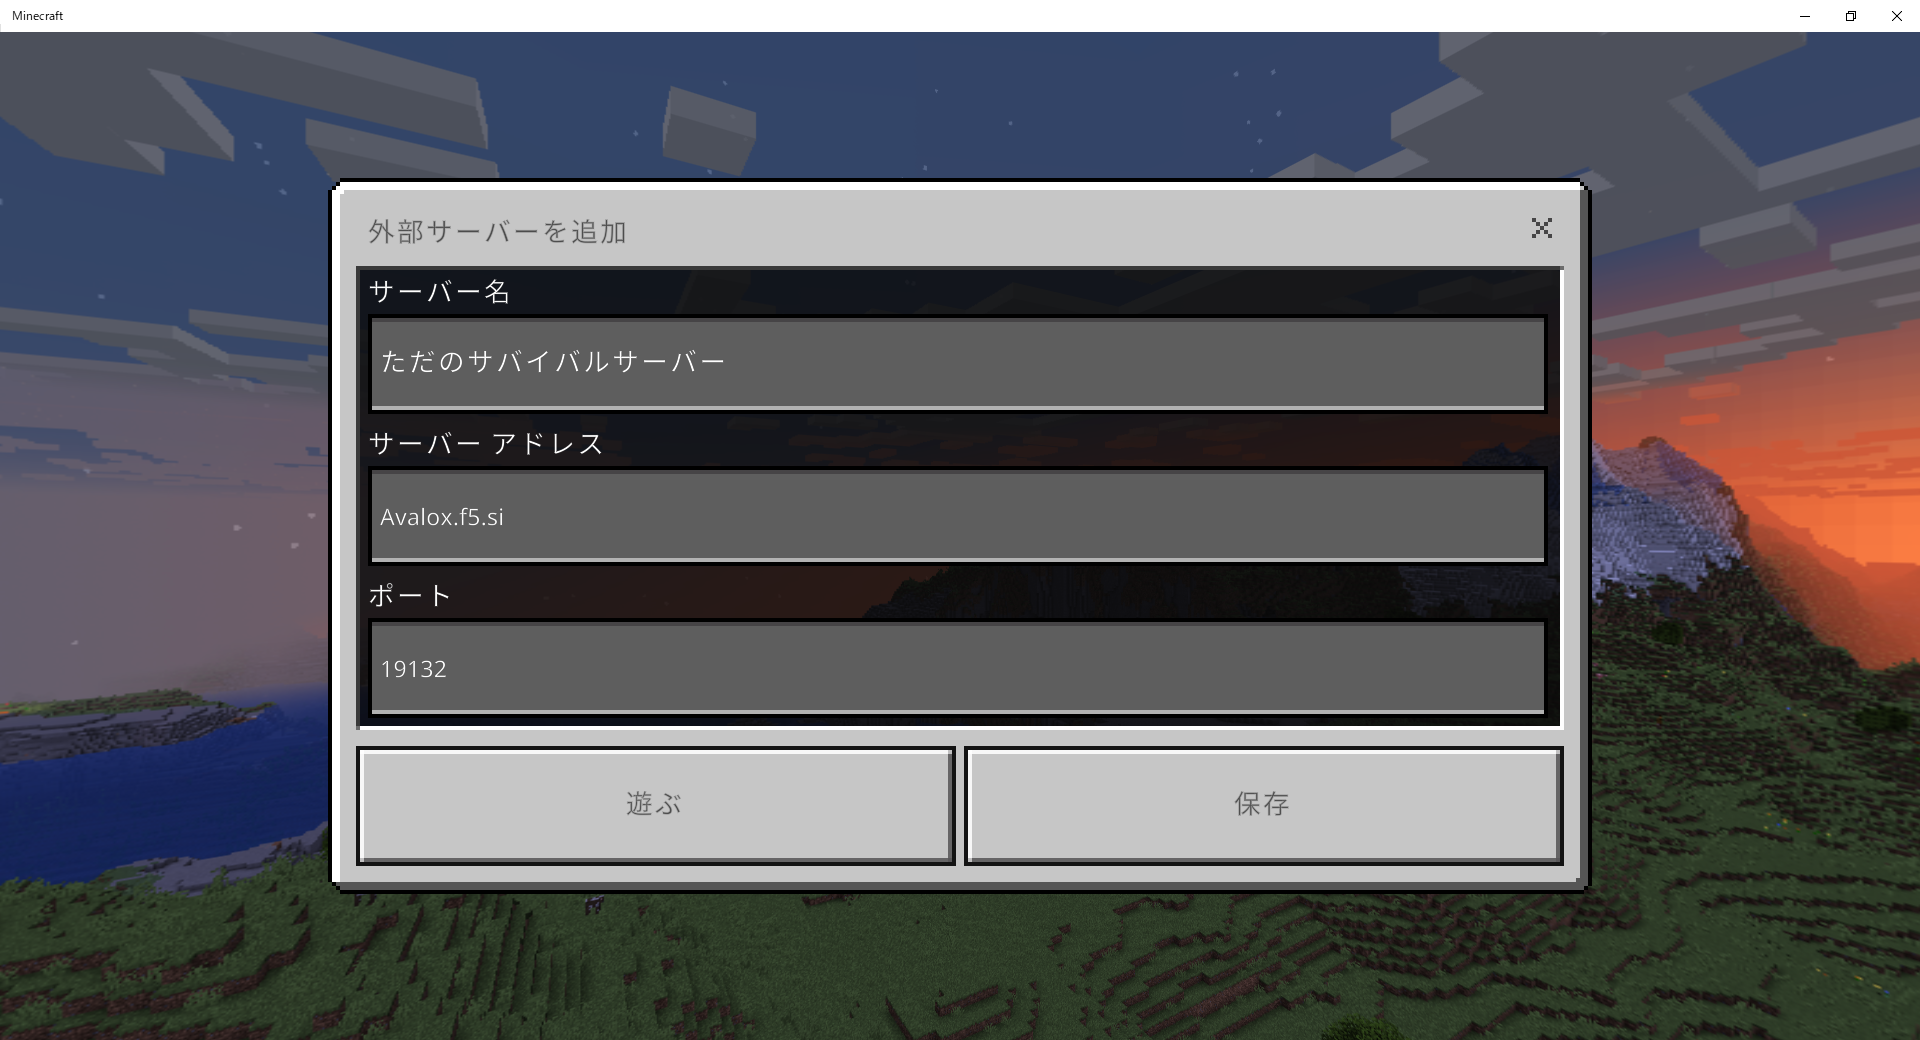 Minecraft
外部サーバーを追加
サーバー名
ただのサバイバルサーバー
サーバー アドレス
Avalox.f5.si
ポート
19132
遊ぶ
保存